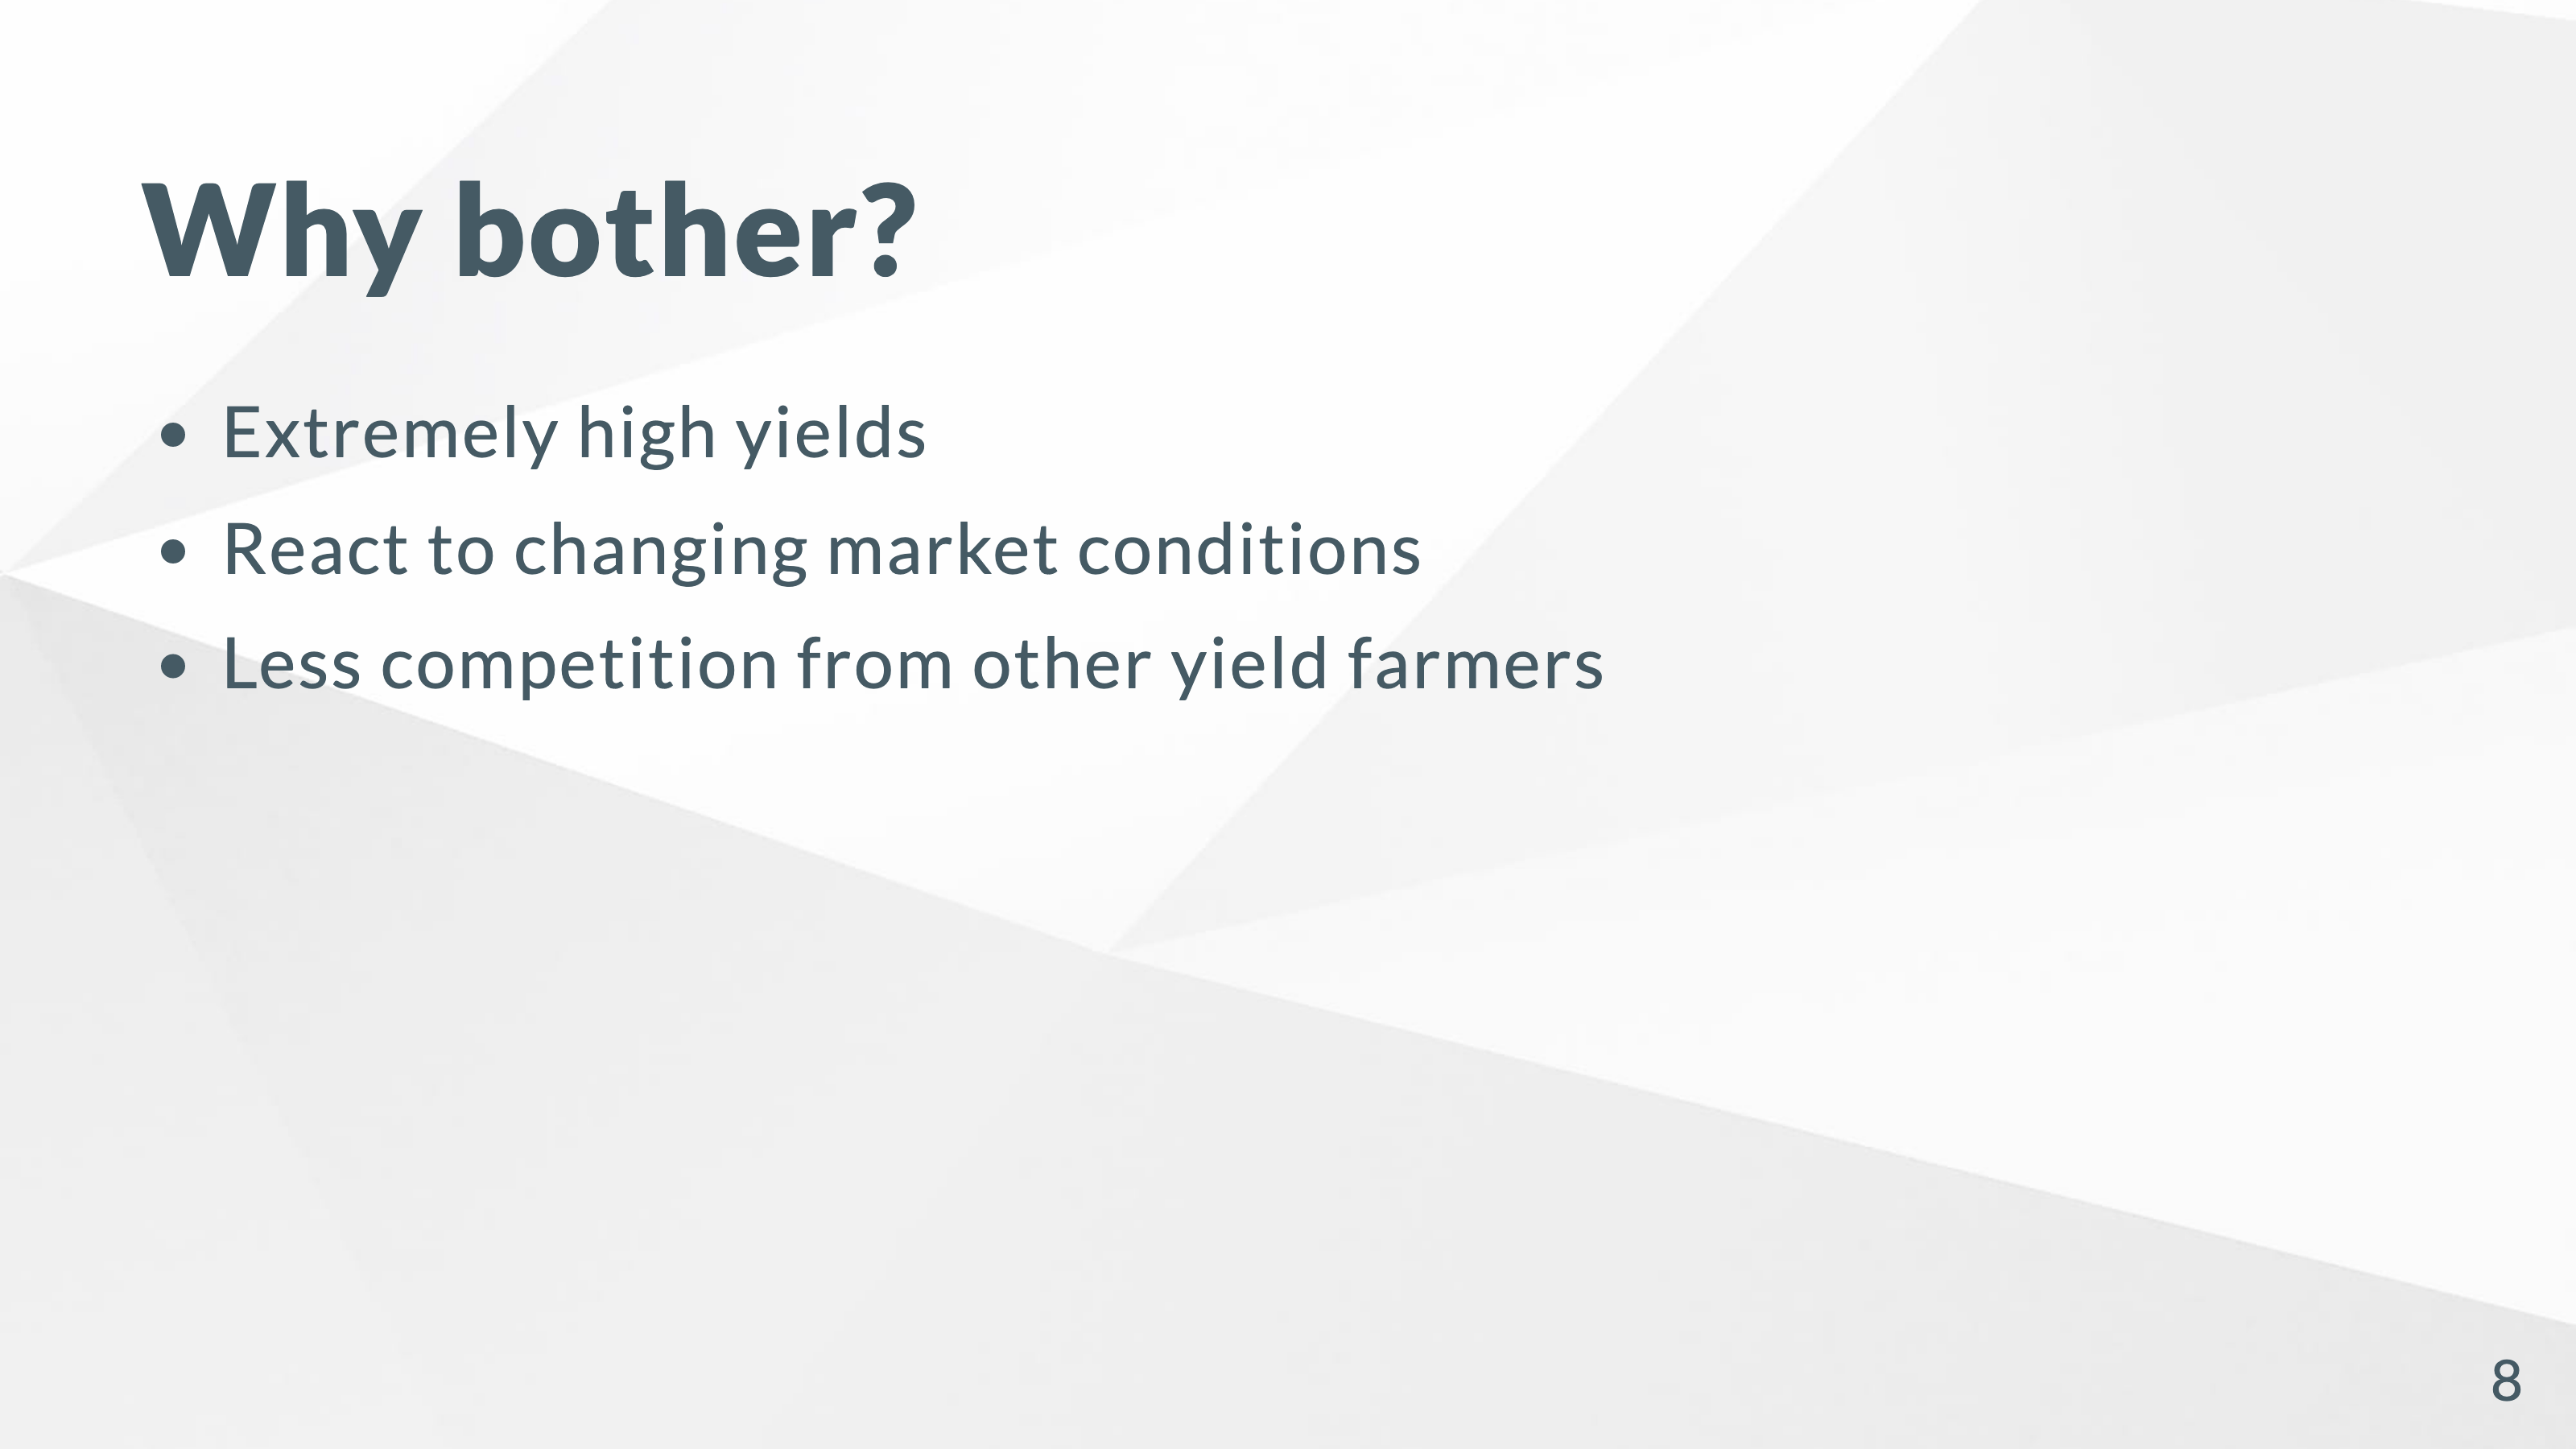 Why bother?
• Extremely high yields
• React to changing market conditions
• Less competition from other yield farmers
8